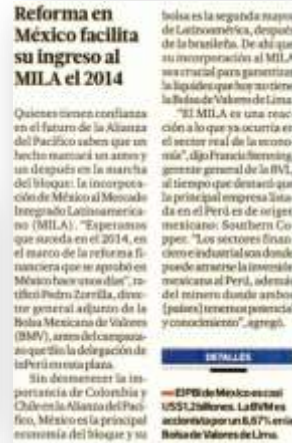 Reforma en
México facilita
su ingreso al
MILA el 2014
Quienes tienen confianza
en el futuro de la Alianza
del Pacífico saben que un
hecho marcará un antes y
un después en la marcha
del bloque: la incorpora-
ción de México al Mercado
Integrado Latinoamerica-
no (MILA). “Esperamos
que suceda en el 2014, en
el marco de la reforma fi-
nanciera que se aprobó en
México hace unos días”, ra-
tificó Pedro Zorrilla, direc-
tor general adjunto de la
Bolsa Mexicana de Valores
(BMV), antes del campana-
zo que dio la delegación de
inPerú en esta plaza.
Sin desmerecer la im-
portancia de Colombia y
Chile en la Alianza del Pací-
fico, México es la principal
economía del bloque y su
bolsa es la segunda mayor
de Latinoamérica, después
de la brasileña. De ahí que
su incorporación al MILA
sea crucial para garantizar
la liquidez que hoy no tiene
la Bolsa de Valores de Lima.
“El MILA es una reac-
ción a lo que ya ocurría en
el sector real de la econo-
mía”, dijo Francis Stenning,
gerente general de la BVL,
al tiempo que destacó que
la principal empresa lista-
da en el Perú es de origen
mexicano: Southern Co-
pper. “Los sectores finan-
ciero e industrial son donde
puede atraerse la inversión
mexicana al Perú, además
del minero donde ambos
[países] tenemos potencial
y conocimiento”, agregó.
DETALLES
El PBI de México es casi
US$1,2 billones. La BVM es
accionista por un 6,67% en la
Bolsa de Valores de Lima.